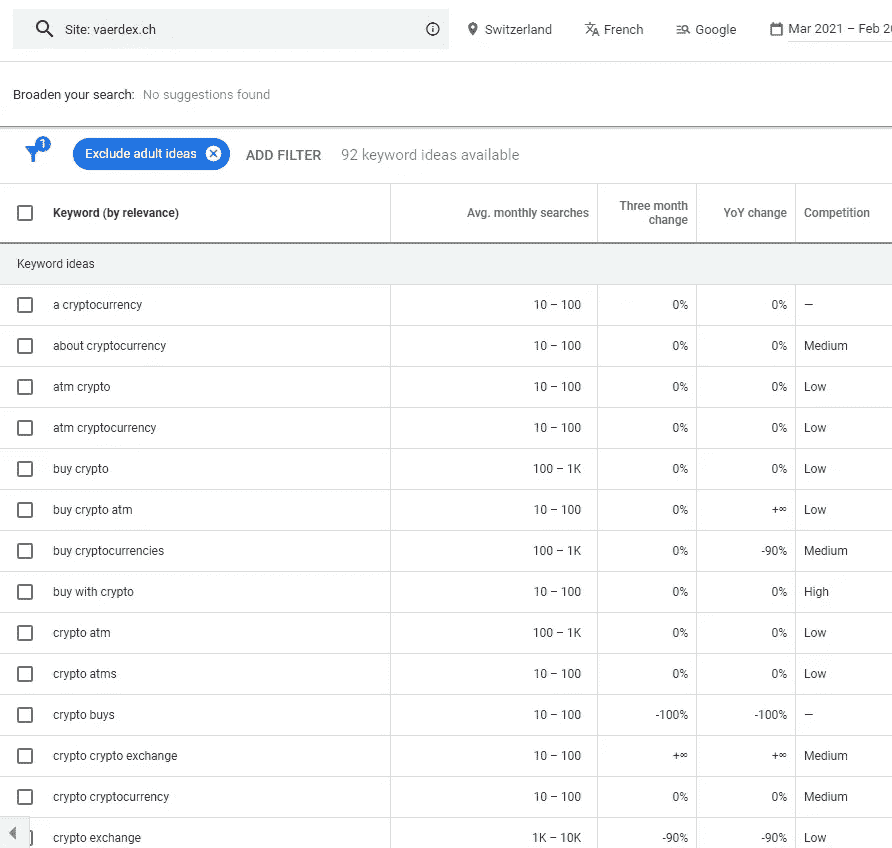 Site: vaerdex.ch Switzerland French Google Mar 2021 – Feb 20
Broaden your search: No suggestions found
1 Exclude adult ideas ADD FILTER 92 keyword ideas available
Keyword (by relevance) Avg. monthly searches Three month change YoY change Competition
Keyword ideas
a cryptocurrency 10 – 100 0% 0% —
about cryptocurrency 10 – 100 0% 0% Medium
atm crypto 10 – 100 0% 0% Low
atm cryptocurrency 10 – 100 0% 0% Low
buy crypto 100 – 1K 0% 0% Low
buy crypto atm 10 – 100 0% +∞ Low
buy cryptocurrencies 100 – 1K 0% -90% Medium
buy with crypto 10 – 100 0% 0% High
crypto atm 100 – 1K 0% 0% Low
crypto atms 10 – 100 0% 0% Low
crypto buys 10 – 100 -100% -100% —
crypto crypto exchange 10 – 100 +∞ +∞ Medium
crypto cryptocurrency 10 – 100 0% 0% Medium
crypto exchange 1K – 10K -90% -90% Low